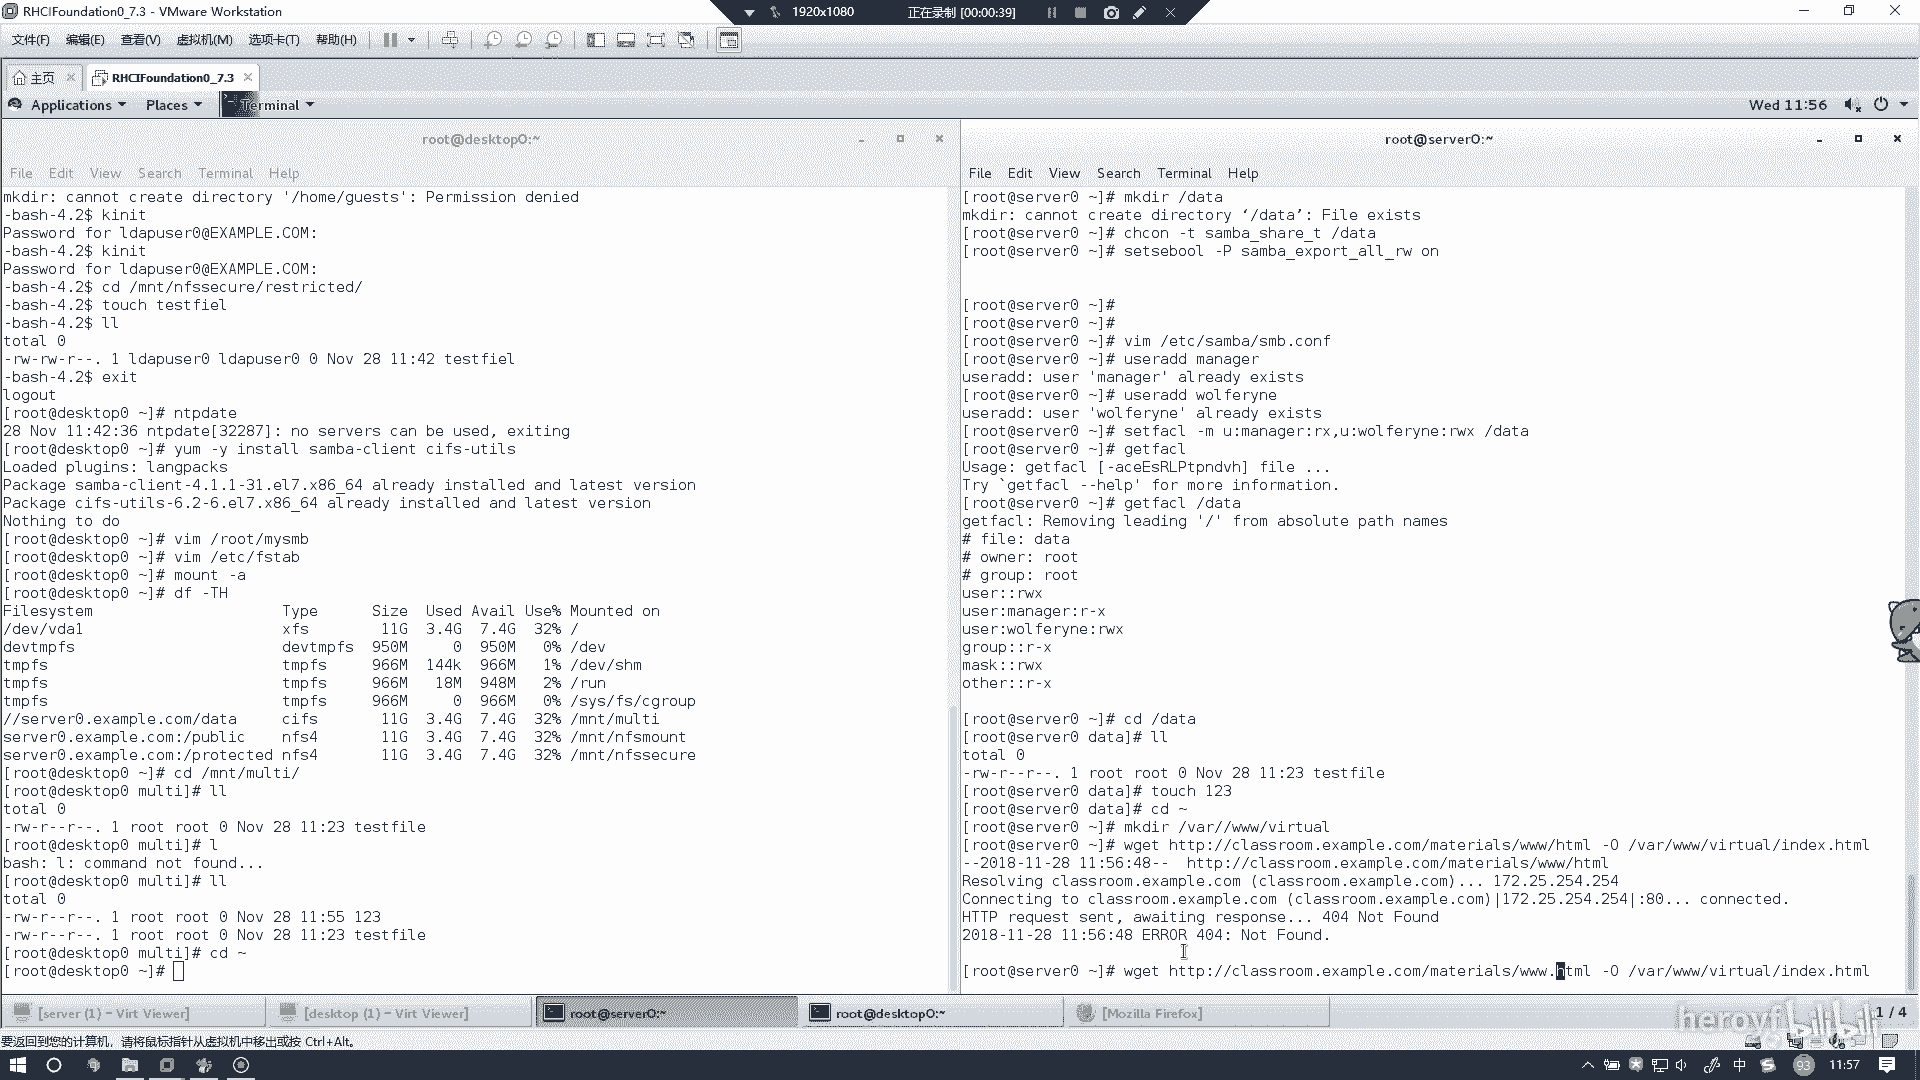 RHCIFoundation0_7.3 - VMware Workstation
1920x1080
正在录制 [00:00:39]
文件(F) 编辑(E) 查看(V) 虚拟机(M) 选项卡(T) 帮助(H)
主页
RHCIFoundation0_7.3
Applications Places Terminal
Wed 11:56
root@desktop0:~
File Edit View Search Terminal Help
mkdir: cannot create directory '/home/guests': Permission denied
-bash-4.2$ kinit
Password for ldapuser0@EXAMPLE.COM:
-bash-4.2$ kinit
Password for ldapuser0@EXAMPLE.COM:
-bash-4.2$ cd /mnt/nfssecure/restricted/
-bash-4.2$ touch testfiel
-bash-4.2$ ll
total 0
-rw-rw-r--. 1 ldapuser0 ldapuser0 0 Nov 28 11:42 testfiel
-bash-4.2$ exit
logout
[root@desktop0 ~]# ntpdate
28 Nov 11:42:36 ntpdate[32287]: no servers can be used, exiting
[root@desktop0 ~]# yum -y install samba-client cifs-utils
Loaded plugins: langpacks
Package samba-client-4.1.1-31.el7.x86_64 already installed and latest version
Package cifs-utils-6.2-6.el7.x86_64 already installed and latest version
Nothing to do
[root@desktop0 ~]# vim /root/mysmb
[root@desktop0 ~]# vim /etc/fstab
[root@desktop0 ~]# mount -a
[root@desktop0 ~]# df -TH
Filesystem Type Size Used Avail Use% Mounted on
/dev/vda1 xfs 11G 3.4G 7.4G 32% /
devtmpfs devtmpfs 950M 0 950M 0% /dev
tmpfs tmpfs 966M 144k 966M 1% /dev/shm
tmpfs tmpfs 966M 18M 948M 2% /run
tmpfs tmpfs 966M 0 966M 0% /sys/fs/cgroup
//server0.example.com/data cifs 11G 3.4G 7.4G 32% /mnt/multi
server0.example.com:/public nfs4 11G 3.4G 7.4G 32% /mnt/nfsmount
server0.example.com:/protected nfs4 11G 3.4G 7.4G 32% /mnt/nfssecure
[root@desktop0 ~]# cd /mnt/multi/
[root@desktop0 multi]# ll
total 0
-rw-r--r--. 1 root root 0 Nov 28 11:23 testfile
[root@desktop0 multi]# l
bash: l: command not found...
[root@desktop0 multi]# ll
total 0
-rw-r--r--. 1 root root 0 Nov 28 11:55 123
-rw-r--r--. 1 root root 0 Nov 28 11:23 testfile
[root@desktop0 multi]# cd ~
[root@desktop0 ~]#
root@server0:~
File Edit View Search Terminal Help
[root@server0 ~]# mkdir /data
mkdir: cannot create directory ‘/data’: File exists
[root@server0 ~]# chcon -t samba_share_t /data
[root@server0 ~]# setsebool -P samba_export_all_rw on
[root@server0 ~]#
[root@server0 ~]#
[root@server0 ~]# vim /etc/samba/smb.conf
[root@server0 ~]# useradd manager
useradd: user 'manager' already exists
[root@server0 ~]# useradd wolferyne
useradd: user 'wolferyne' already exists
[root@server0 ~]# setfacl -m u:manager:rx,u:wolferyne:rwx /data
[root@server0 ~]# getfacl
Usage: getfacl [-aceEsRLPtpndvh] file ...
Try `getfacl --help' for more information.
[root@server0 ~]# getfacl /data
getfacl: Removing leading '/' from absolute path names
# file: data
# owner: root
# group: root
user::rwx
user:manager:r-x
user:wolferyne:rwx
group::r-x
mask::rwx
other::r-x
[root@server0 ~]# cd /data
[root@server0 data]# ll
total 0
-rw-r--r--. 1 root root 0 Nov 28 11:23 testfile
[root@server0 data]# touch 123
[root@server0 data]# cd ~
[root@server0 ~]# mkdir /var//www/virtual
[root@server0 ~]# wget http://classroom.example.com/materials/www/html -O /var/www/virtual/index.html
--2018-11-28 11:56:48-- http://classroom.example.com/materials/www/html
Resolving classroom.example.com (classroom.example.com)... 172.25.254.254
Connecting to classroom.example.com (classroom.example.com)|172.25.254.254|:80... connected.
HTTP request sent, awaiting response... 404 Not Found
2018-11-28 11:56:48 ERROR 404: Not Found.
[root@server0 ~]# wget http://classroom.example.com/materials/www.html -O /var/www/virtual/index.html
[server (1) – Virt Viewer] [desktop (1) – Virt Viewer] root@server0:~ root@desktop0:~ [Mozilla Firefox] 1 / 4
bilibili
要返回到您的计算机，请将鼠标指针从虚拟机中移出或按 Ctrl+Alt。
中 93 11:57